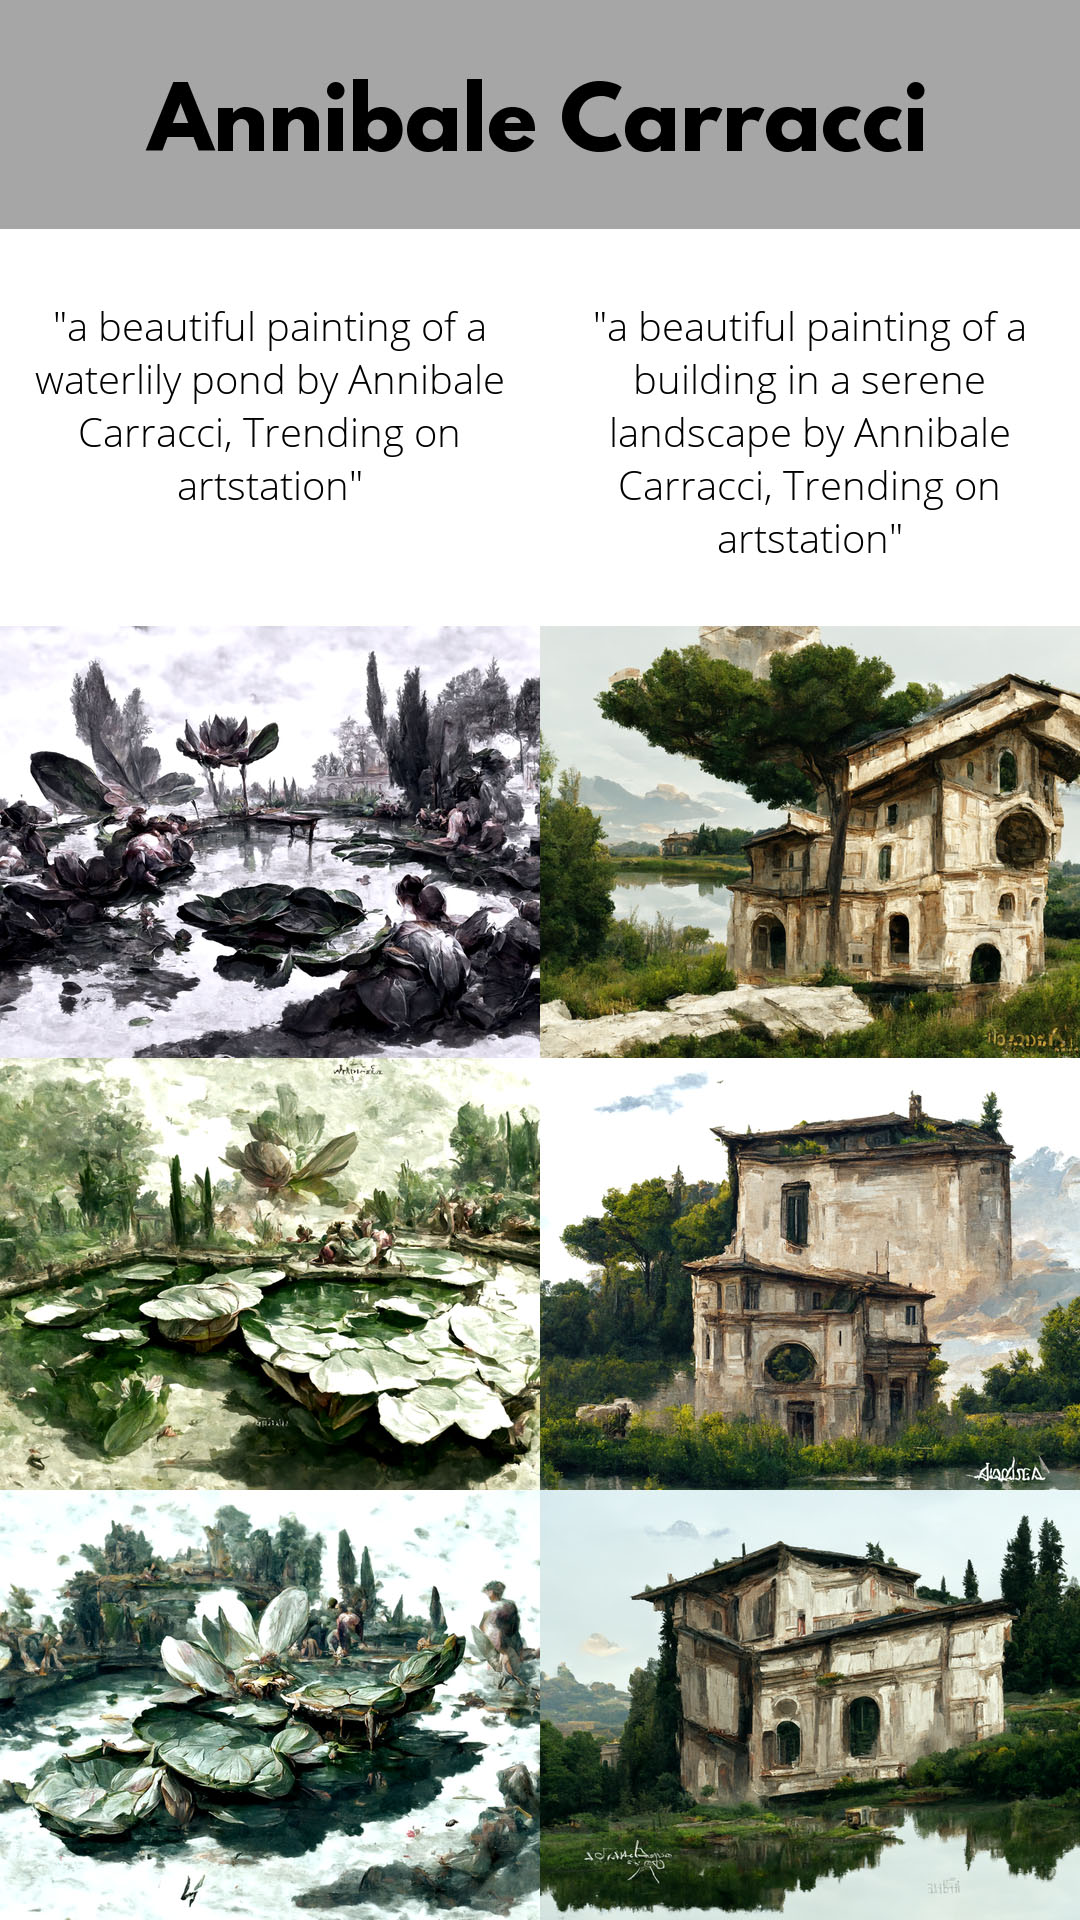 Annibale Carracci
"a beautiful painting of a
waterlily pond by Annibale
Carracci, Trending on
artstation"
"a beautiful painting of a
building in a serene
landscape by Annibale
Carracci, Trending on
artstation"